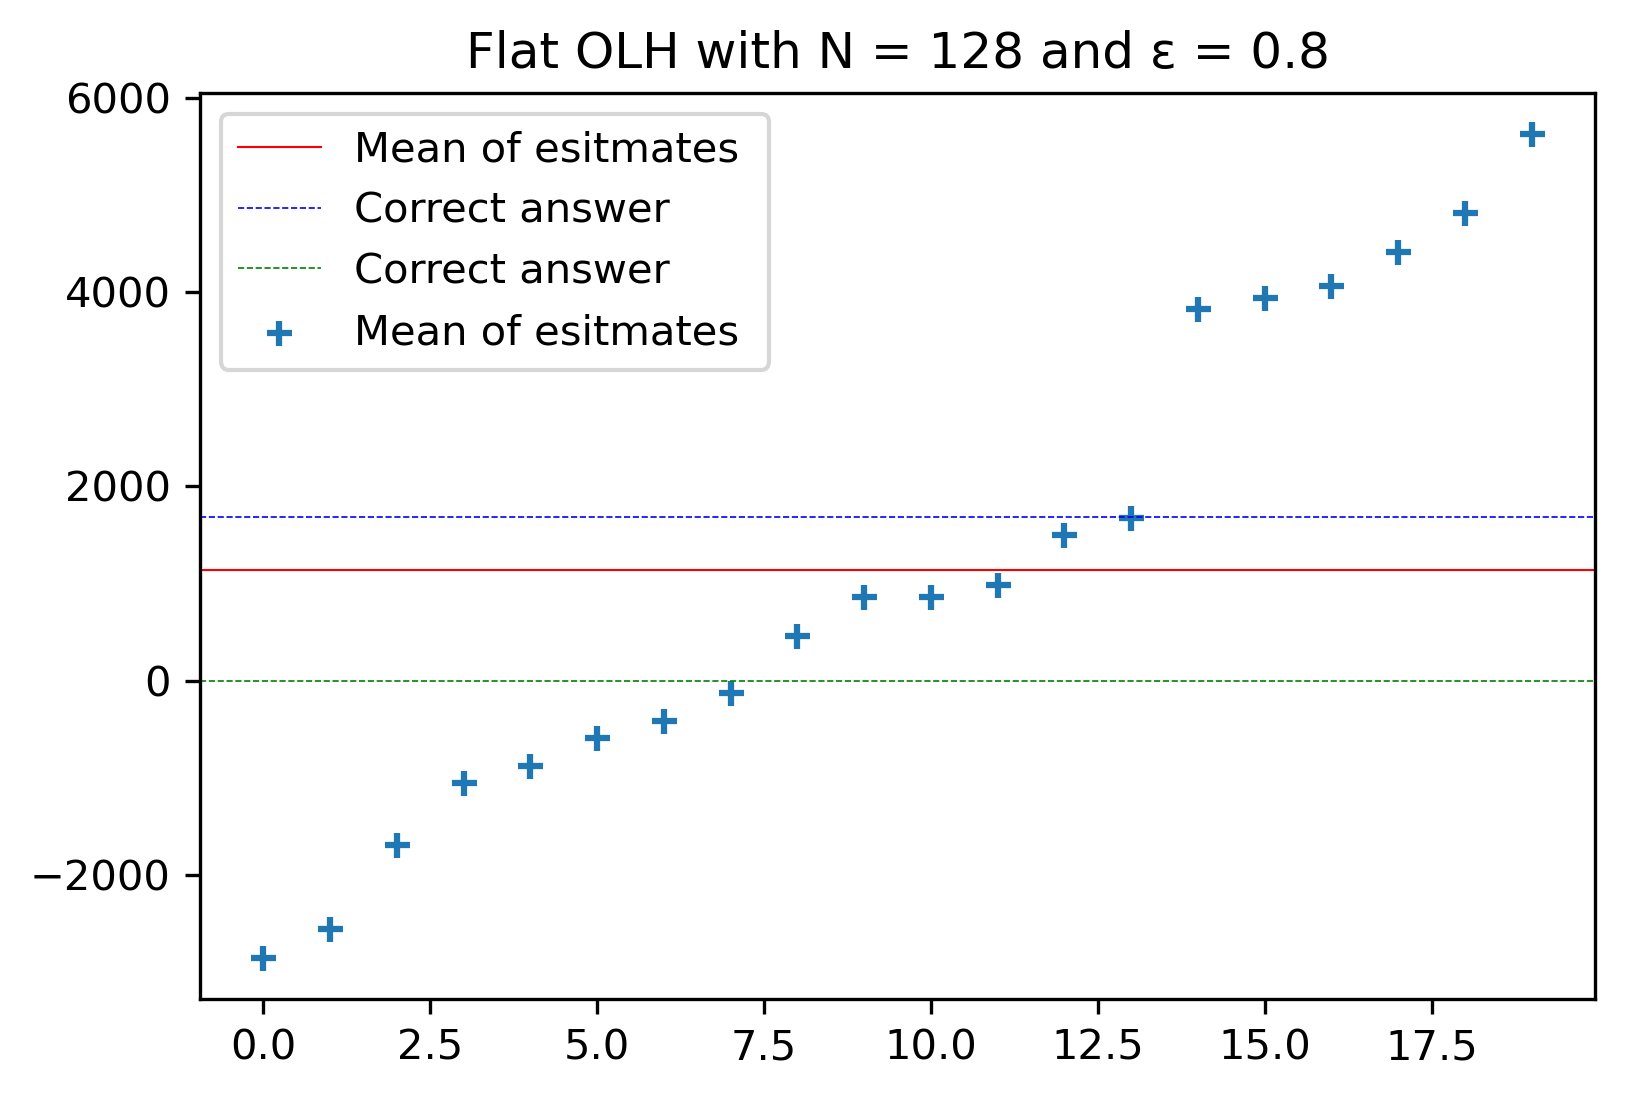 Flat OLH with N = 128 and ε = 0.8
6000
4000
2000
0
−2000
Mean of esitmates
Correct answer
Correct answer
Mean of esitmates
0.0 2.5 5.0 7.5 10.0 12.5 15.0 17.5